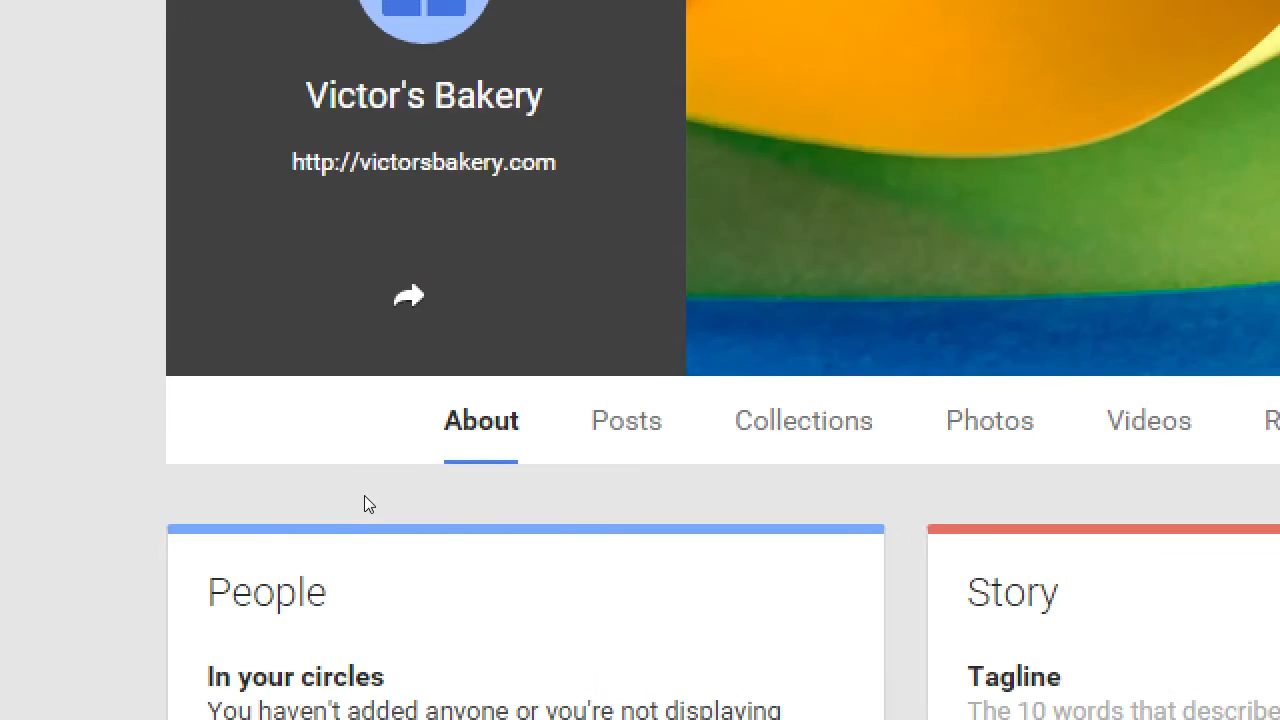 Victor's Bakery
http://victorsbakery.com
About Posts Collections Photos Videos R
People
Story
In your circles
Tagline
You haven't added anyone or you're not displaying
The 10 words that describe